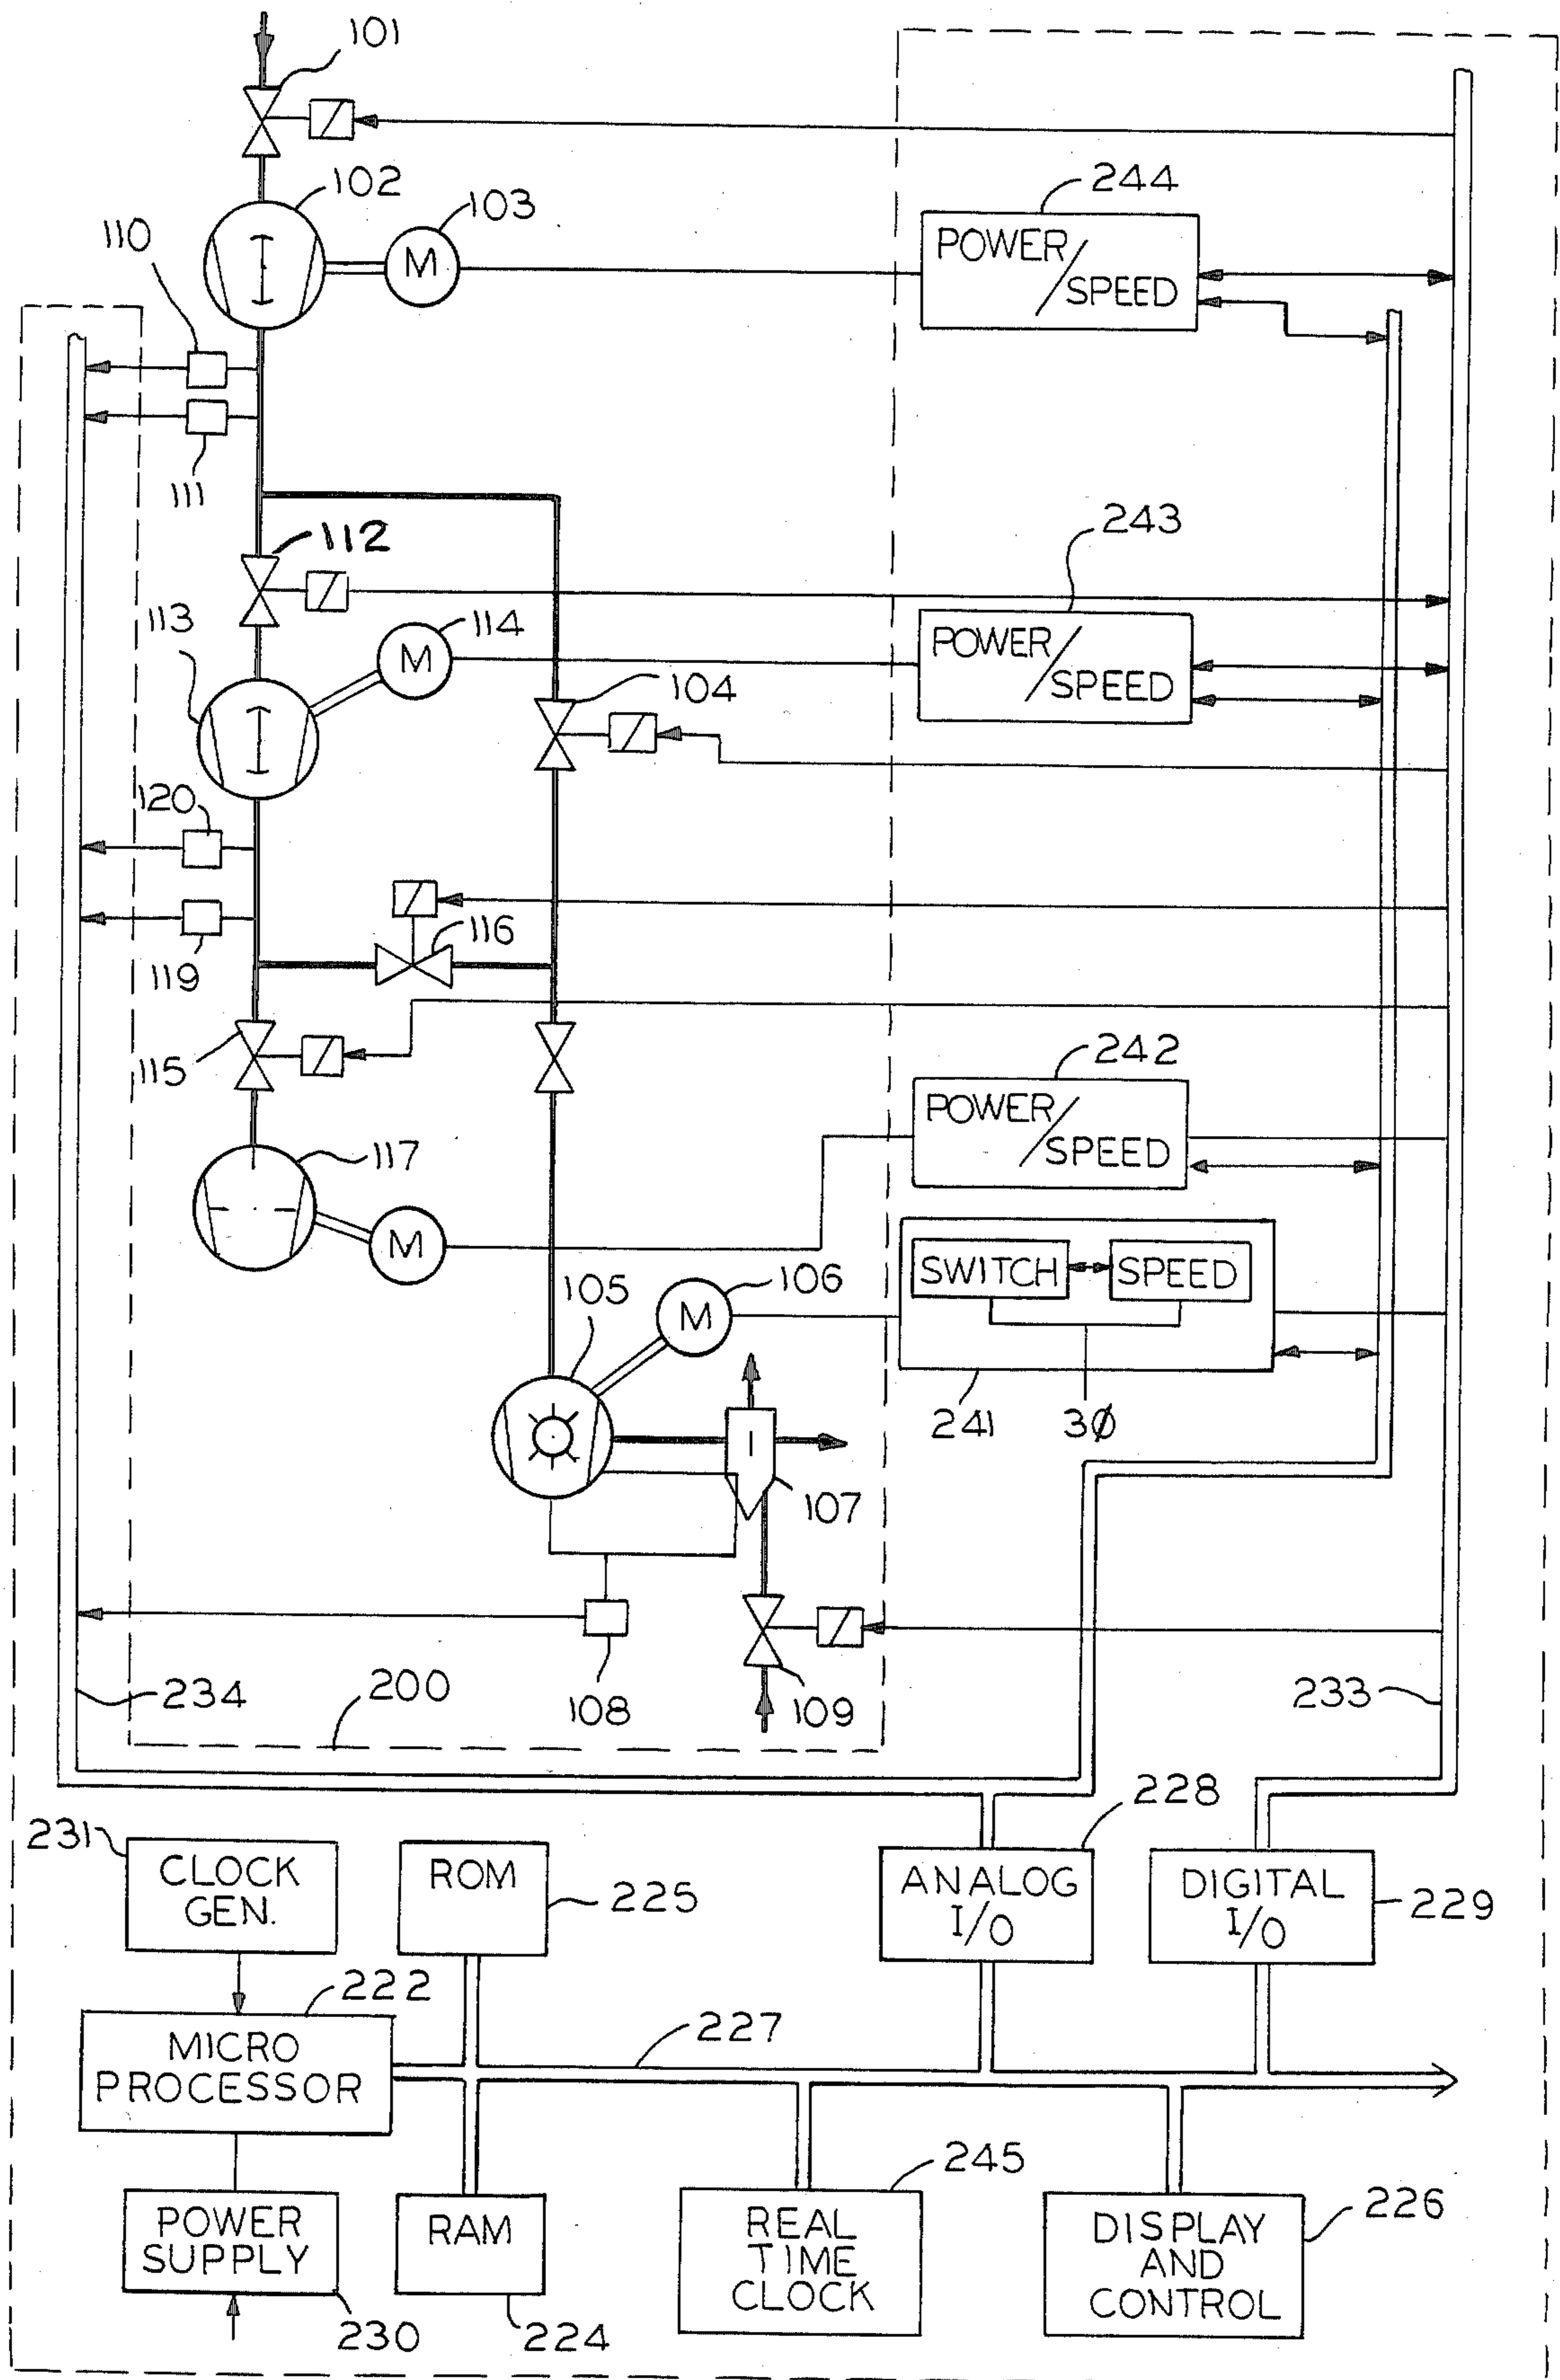 101
102
103
M
110
111
244
POWER
/SPEED
112
113
114
M
104
243
POWER
/SPEED
120
119
116
115
117
M
242
POWER
/SPEED
105
106
M
SWITCH
SPEED
241
3Ø
I
107
108
109
234
200
233
231
CLOCK
GEN.
ROM
225
228
ANALOG
I/O
DIGITAL
I/O
229
222
MICRO
PROCESSOR
227
POWER
SUPPLY
230
RAM
224
245
REAL
TIME
CLOCK
DISPLAY
AND
CONTROL
226